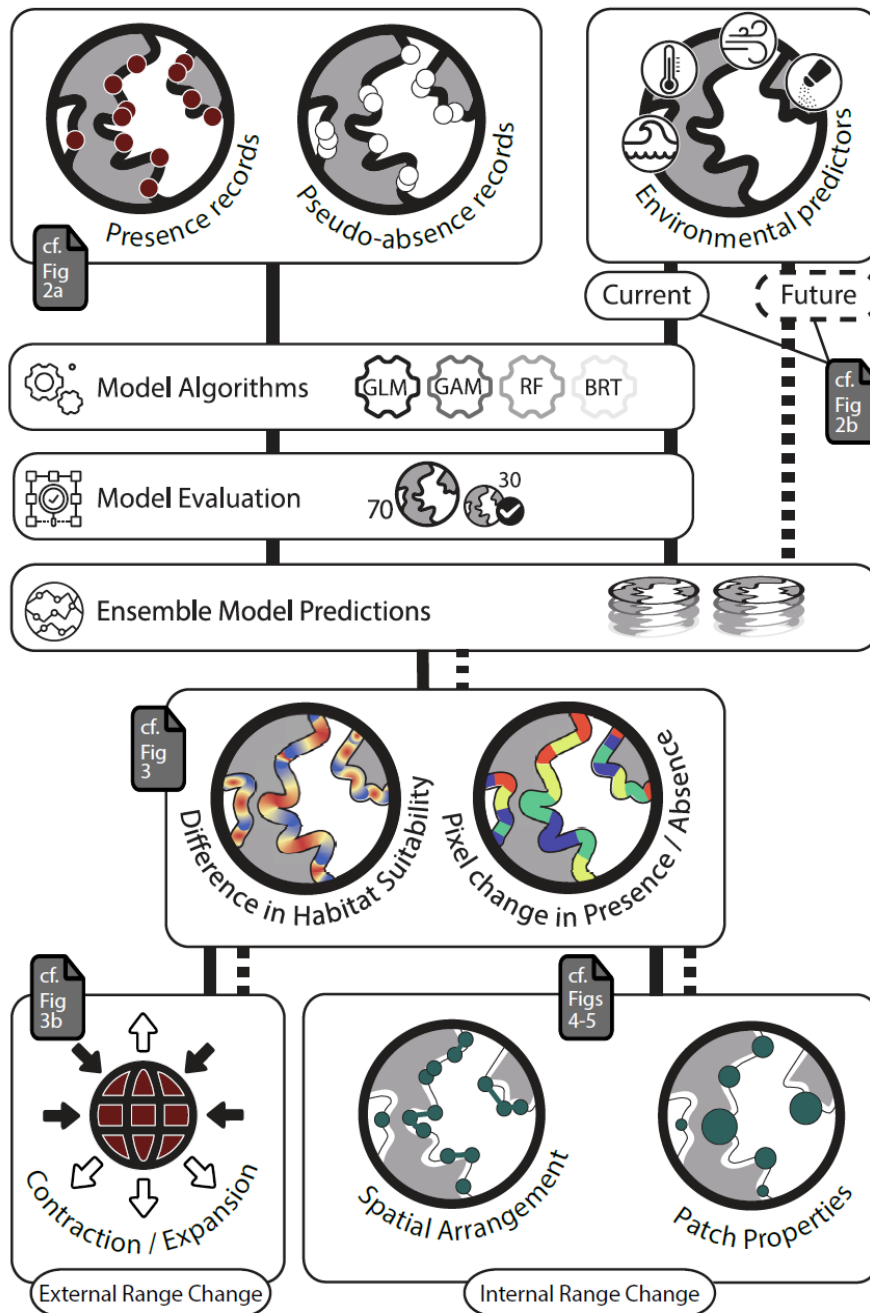 Presence records
Pseudo-absence records
Environmental predictors
cf.
Fig
2a
Current
Future
cf.
Fig
2b
Model Algorithms
GLM
GAM
RF
BRT
Model Evaluation
70
30
Ensemble Model Predictions
cf.
Fig
3
Difference in Habitat Suitability
Pixel change in Presence / Absence
cf.
Fig
3b
cf.
Figs
4-5
Contraction / Expansion
Spatial Arrangement
Patch Properties
External Range Change
Internal Range Change